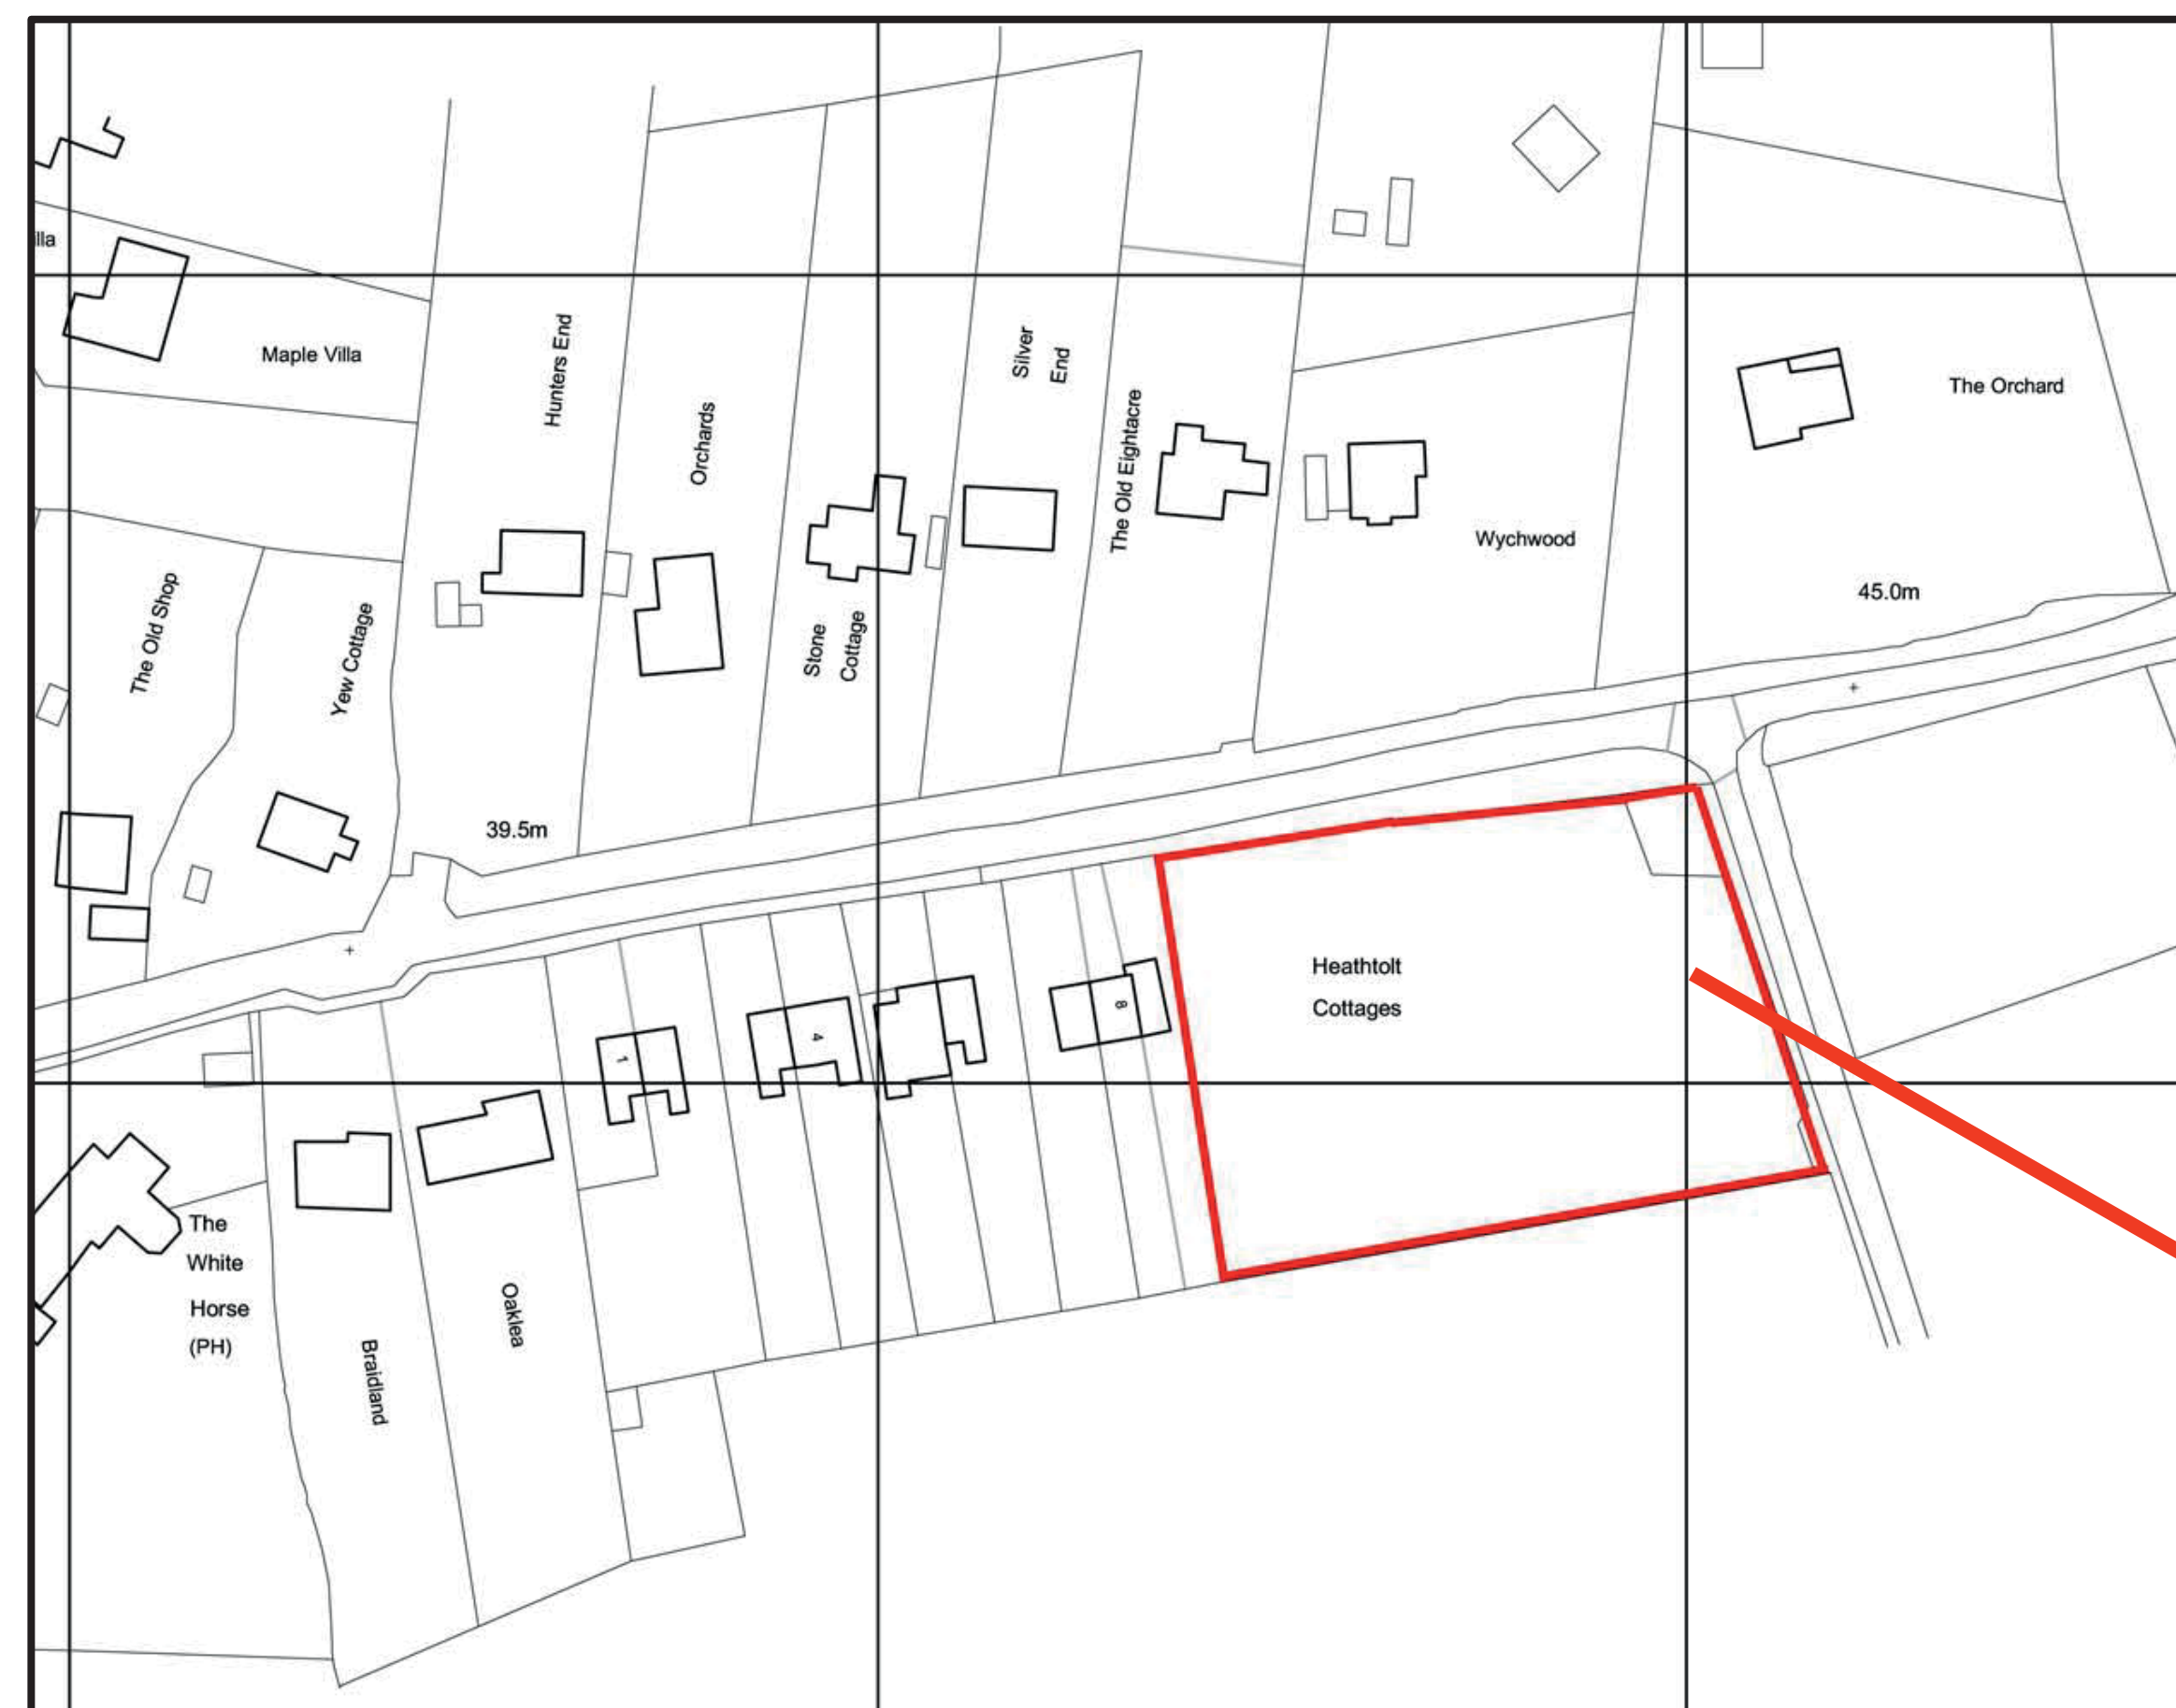 lla
Maple Villa
Hunters End
Orchards
Silver
End
The Old Eightacre
The Orchard
Wychwood
45.0m
The Old Shop
Yew Cottage
Stone
Cottage
39.5m
Heathtolt
Cottages
1
4
8
The
White
Horse
(PH)
Braidland
Oaklea